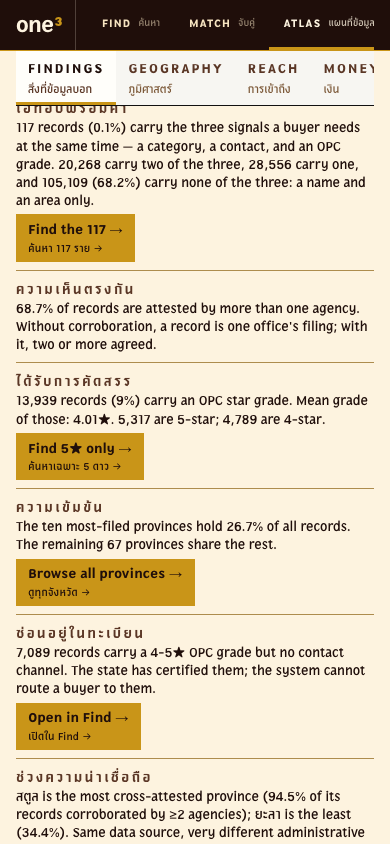 one³
FIND ค้นหา MATCH จับคู่ ATLAS แผนที่ข้อมูล
FINDINGS GEOGRAPHY REACH MONEY
สิ่งที่ข้อมูลบอก ภูมิศาสตร์ การเข้าถึง เงิน
117 records (0.1%) carry the three signals a buyer needs
at the same time — a category, a contact, and an OPC
grade. 20,268 carry two of the three, 28,556 carry one,
and 105,109 (68.2%) carry none of the three: a name and
an area only.
Find the 117 →
ค้นหา 117 ราย →
ความเห็นตรงกัน
68.7% of records are attested by more than one agency.
Without corroboration, a record is one office's filing; with
it, two or more agreed.
ได้รับการคัดสรร
13,939 records (9%) carry an OPC star grade. Mean grade
of those: 4.01★. 5,317 are 5-star; 4,789 are 4-star.
Find 5★ only →
ค้นหาเฉพาะ 5 ดาว →
ความเข้มข้น
The ten most-filed provinces hold 26.7% of all records.
The remaining 67 provinces share the rest.
Browse all provinces →
ดูทุกจังหวัด →
ซ่อนอยู่ในทะเบียน
7,089 records carry a 4–5★ OPC grade but no contact
channel. The state has certified them; the system cannot
route a buyer to them.
Open in Find →
เปิดใน Find →
ช่วงความน่าเชื่อถือ
สตูล is the most cross-attested province (94.5% of its
records corroborated by ≥2 agencies); ยะลา is the least
(34.4%). Same data source, very different administrative